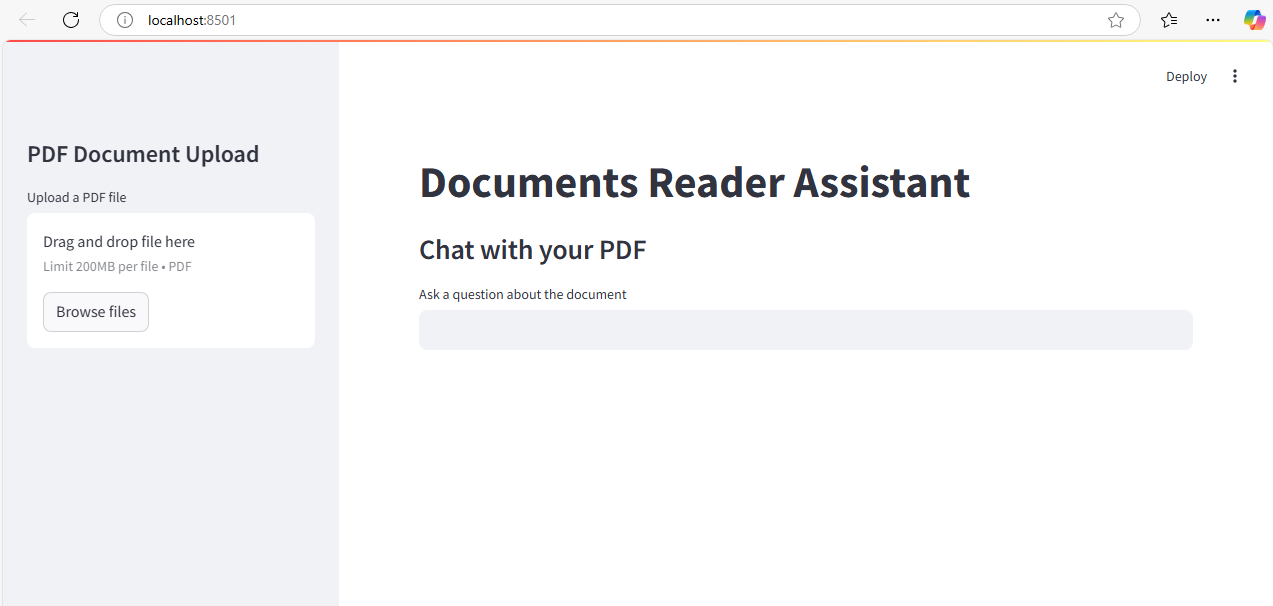 localhost:8501
Deploy
PDF Document Upload
Upload a PDF file
Drag and drop file here
Limit 200MB per file • PDF
Browse files
Documents Reader Assistant
Chat with your PDF
Ask a question about the document